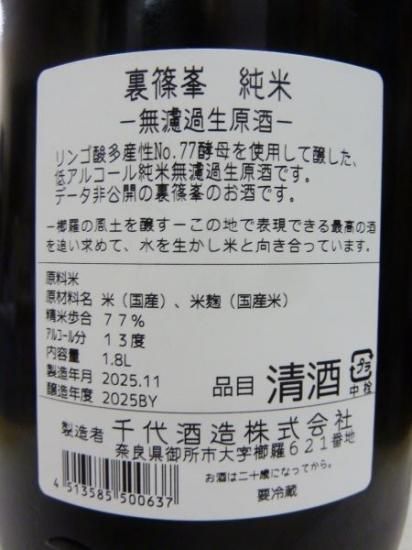 裏篠峯　純米
－無濾過生原酒－
リンゴ酸多産性No.77酵母を使用して醸した、
低アルコール純米無濾過生原酒です。
データ非公開の裏篠峯のお酒です。
－櫛羅の風土を醸す－この地で表現できる最高の酒
を追い求めて、水を生かし米と向き合っています。
原料米
原材料名　米（国産）、米麹（国産米）
精米歩合　７７％
アルコール分　１３度
内容量　1.8L
製造年月　2025.11
醸造年度　2025BY
品目　清酒
プラ
中栓
製造者　千代酒造株式会社
奈良県御所市大字櫛羅６２１番地
4 513585 500637
お酒は二十歳になってから。
要冷蔵